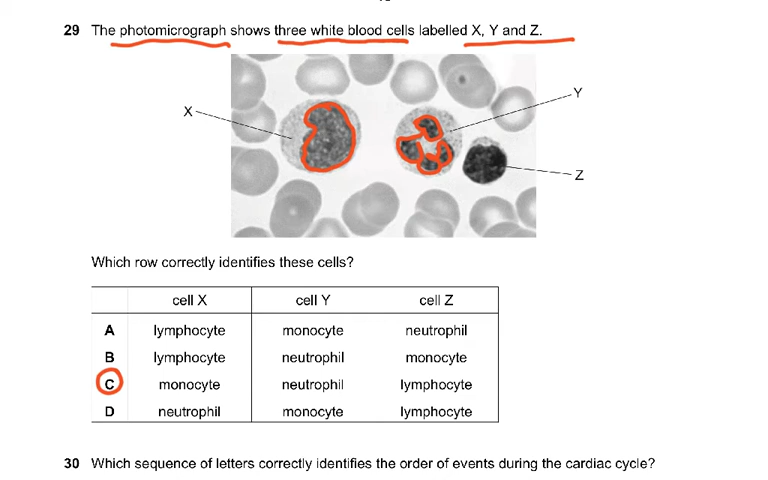 29 The photomicrograph shows three white blood cells labelled X, Y and Z.
X
Y
Z
Which row correctly identifies these cells?
cell X cell Y cell Z
A lymphocyte monocyte neutrophil
B lymphocyte neutrophil monocyte
C monocyte neutrophil lymphocyte
D neutrophil monocyte lymphocyte
30 Which sequence of letters correctly identifies the order of events during the cardiac cycle?